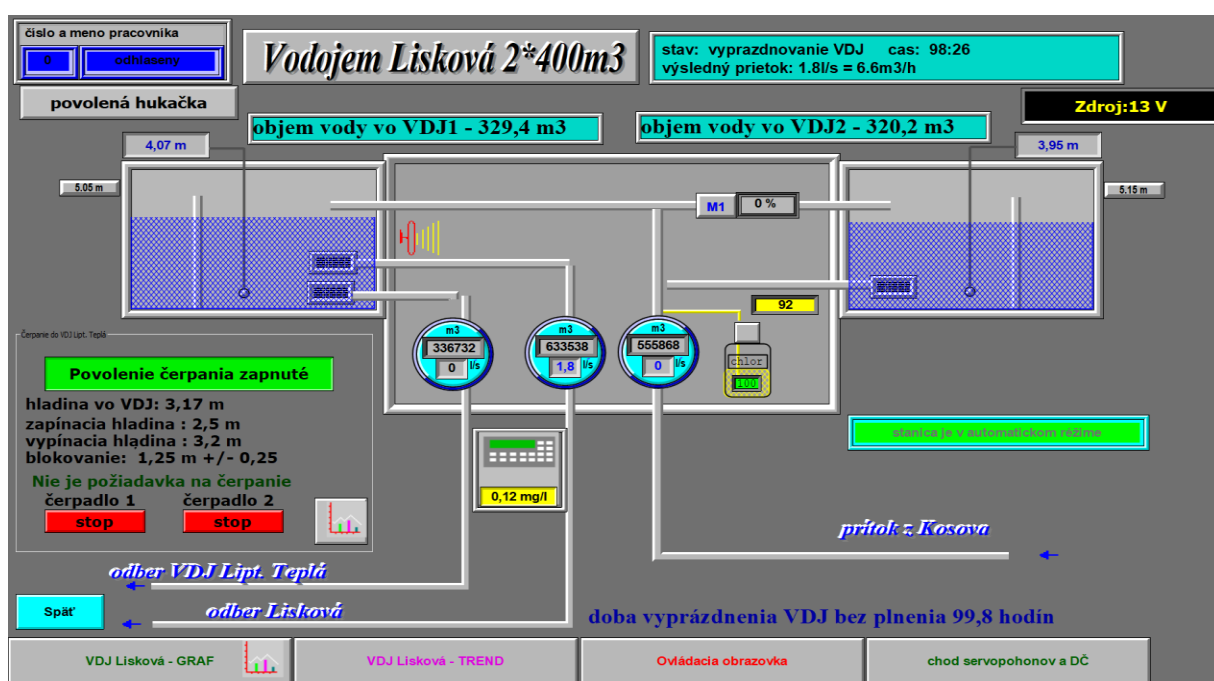 čislo a meno pracovnika
0 odhlaseny
Vodojem Lisková 2*400m3
stav: vyprazdnovanie VDJ cas: 98:26
výsledný prietok: 1.8l/s = 6.6m3/h
povolená hukačka
Zdroj:13 V
objem vody vo VDJ1 - 329,4 m3
objem vody vo VDJ2 - 320,2 m3
4,07 m
3,95 m
5.05 m
5.15 m
M1 0 %
92
m3
336732
0 l/s
m3
633538
1,8 l/s
m3
555868
0 l/s
chlor
100
Čerpanie do VDJ Lipt. Teplá
Povolenie čerpania zapnuté
hladina vo VDJ: 3,17 m
zapínacia hladina : 2,5 m
vypínacia hladina : 3,2 m
blokovanie: 1,25 m +/- 0,25
Nie je požiadavka na čerpanie
čerpadlo 1 čerpadlo 2
stop stop
stanica je v automatickom režime
0,12 mg/l
prítok z Kosova
odber VDJ Lipt. Teplá
Späť
odber Lisková
doba vyprázdnenia VDJ bez plnenia 99,8 hodín
VDJ Lisková - GRAF
VDJ Lisková - TREND
Ovládacia obrazovka
chod servopohonov a DČ